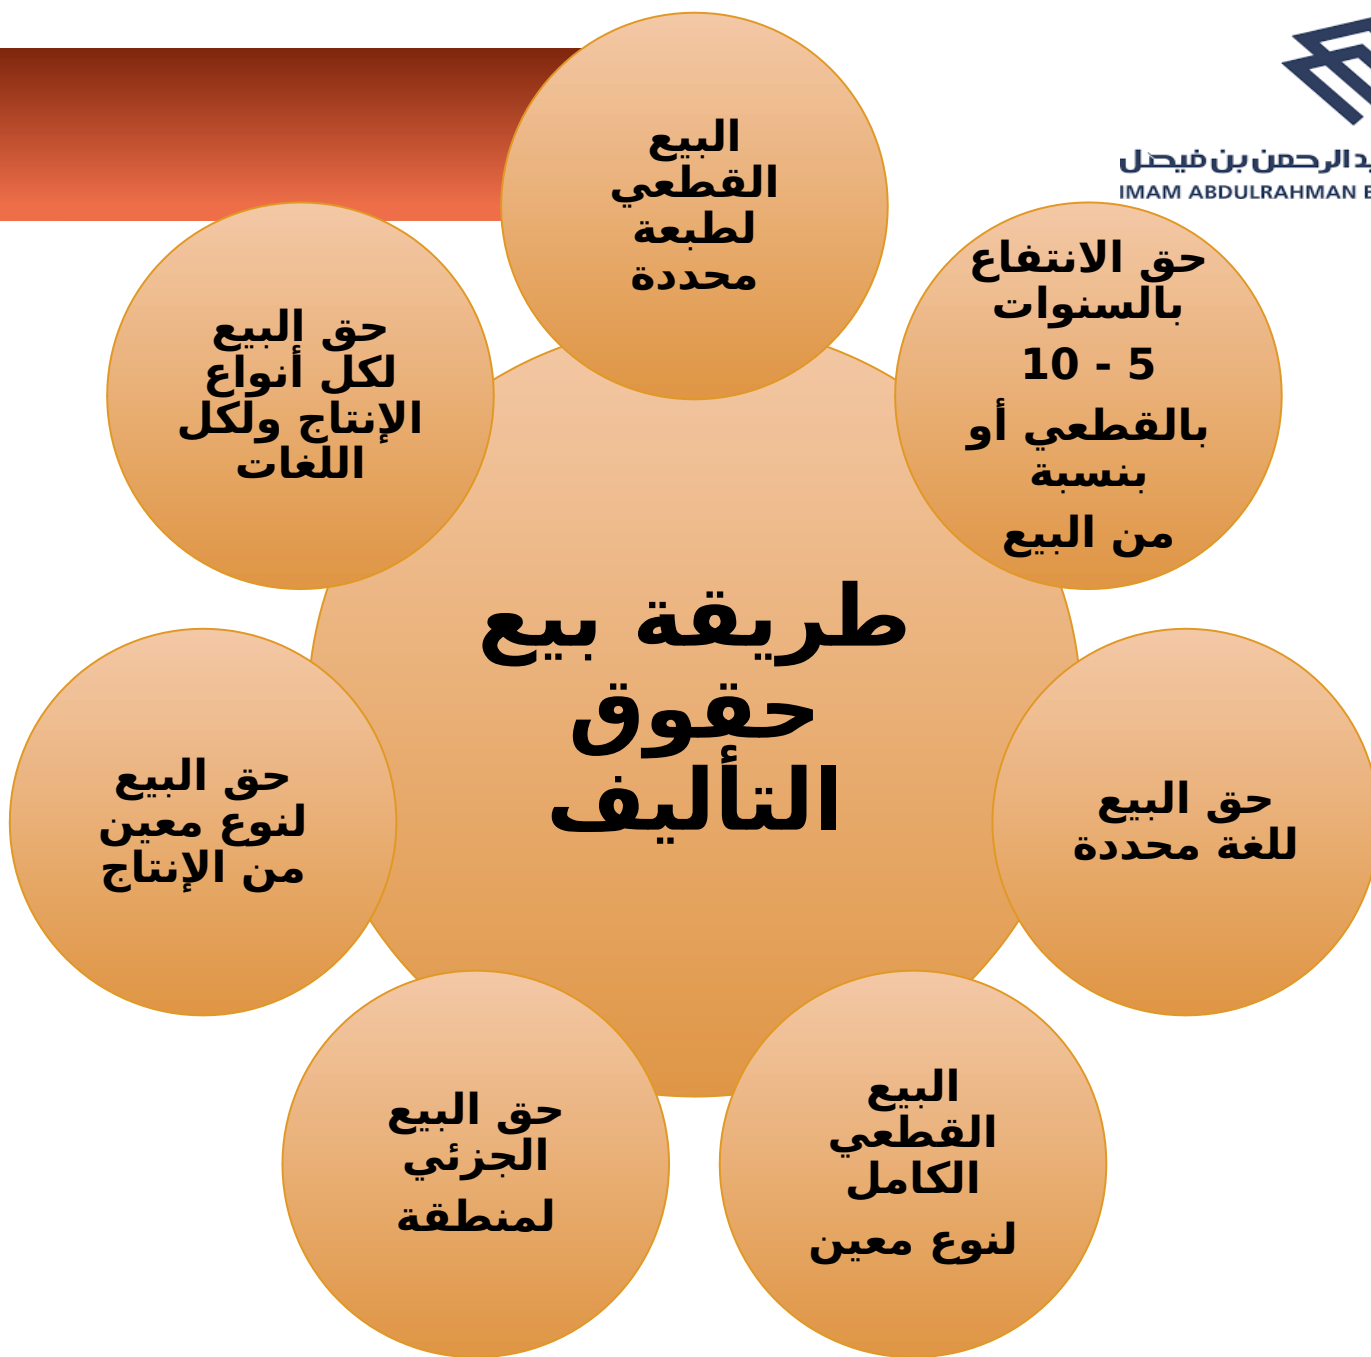 بن فيصل
IMAM ABDULRAHMAN
البيع
القطعي
لطبعة
محددة
حق الانتفاع
بالسنوات
5 - 10
بالقطعي أو
بنسبة
من البيع
حق البيع
للغة محددة
البيع
القطعي
الكامل
لنوع معين
حق البيع
الجزئي
لمنطقة
حق البيع
لنوع معين
من الإنتاج
حق البيع
لكل أنواع
الإنتاج ولكل
اللغات
طريقة بيع
حقوق
التأليف